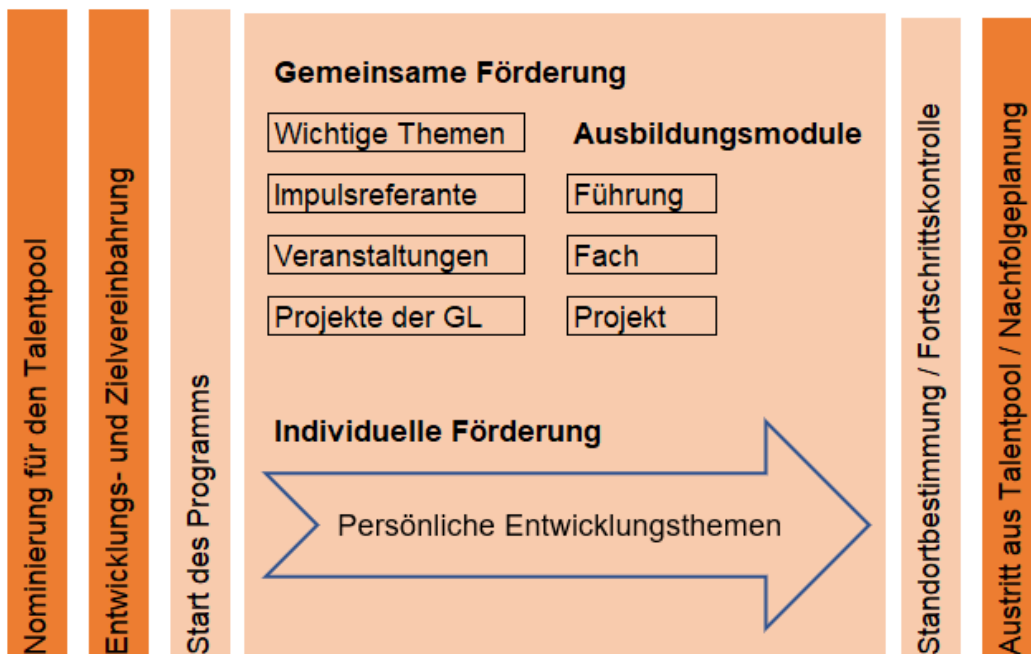 Nominierung für den Talentpool
Entwicklungs- und Zielvereinbahrung
Start des Programms
Gemeinsame Förderung
Wichtige Themen
Impulsreferante
Veranstaltungen
Projekte der GL
Ausbildungsmodule
Führung
Fach
Projekt
Individuelle Förderung
Persönliche Entwicklungsthemen
Standortbestimmung / Fortschrittskontrolle
Austritt aus Talentpool / Nachfolgeplanung